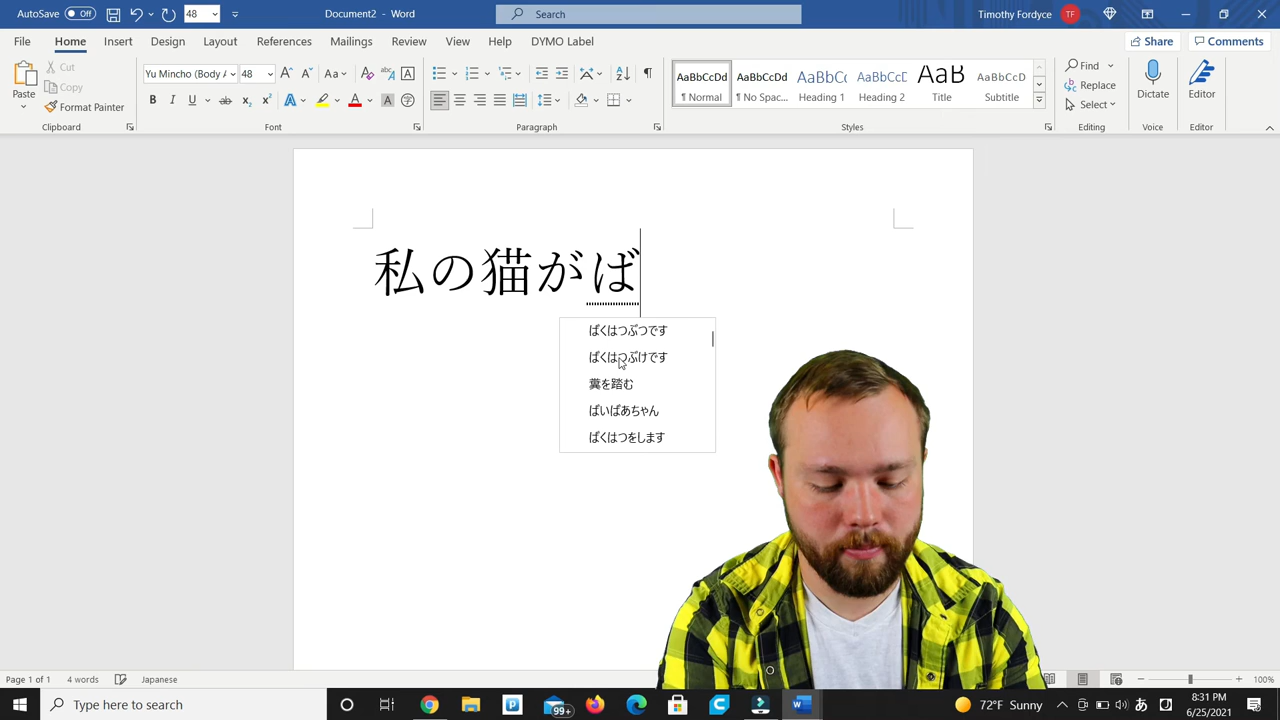 AutoSave Off 48 Document2 - Word Search Timothy Fordyce TF
File Home Insert Design Layout References Mailings Review View Help DYMO Label Share Comments
Paste Cut Copy Format Painter
Yu Mincho (Body A 48 Aa
B I U ab x₂ x² A A A
AaBbCcDd AaBbCcDd AaBbCc AaBbCcD AaB AaBbCcD
¶ Normal ¶ No Spac... Heading 1 Heading 2 Title Subtitle
Find Replace Select Dictate Editor
Clipboard Font Paragraph Styles Editing Voice Editor
私の猫がば
ばくはつぶつです
ばくはつぶけです
糞を踏む
ばいばあちゃん
ばくはつをします
Page 1 of 1 4 words Japanese 100%
Type here to search 99+ 72°F Sunny あ 8:31 PM
6/25/2021